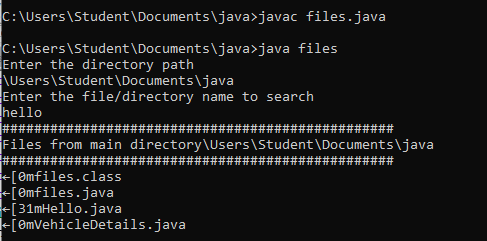 C:\Users\Student\Documents\java>javac files.java
C:\Users\Student\Documents\java>java files
Enter the directory path
\Users\Student\Documents\java
Enter the file/directory name to search
hello
#################################################
Files from main directory\Users\Student\Documents\java
#################################################
←[0mfiles.class
←[0mfiles.java
←[31mHello.java
←[0mVehicleDetails.java